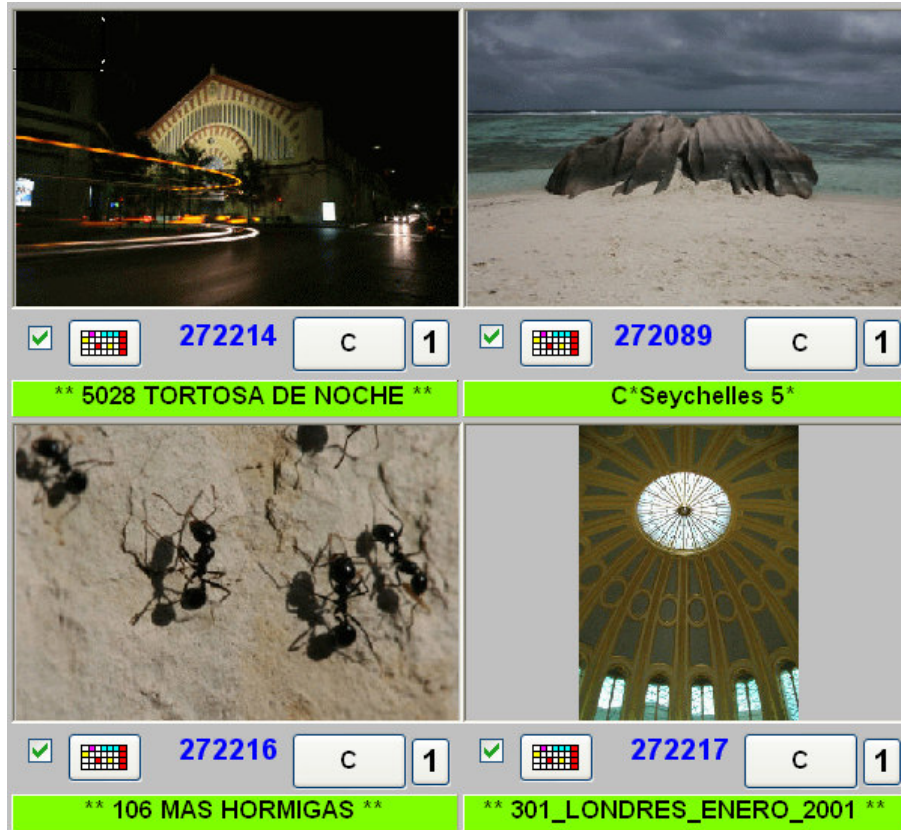 272214 C 1 272089 C 1
** 5028 TORTOSA DE NOCHE ** C*Seychelles 5*
272216 C 1 272217 C 1
** 106 MAS HORMIGAS ** ** 301_LONDRES_ENERO_2001 **